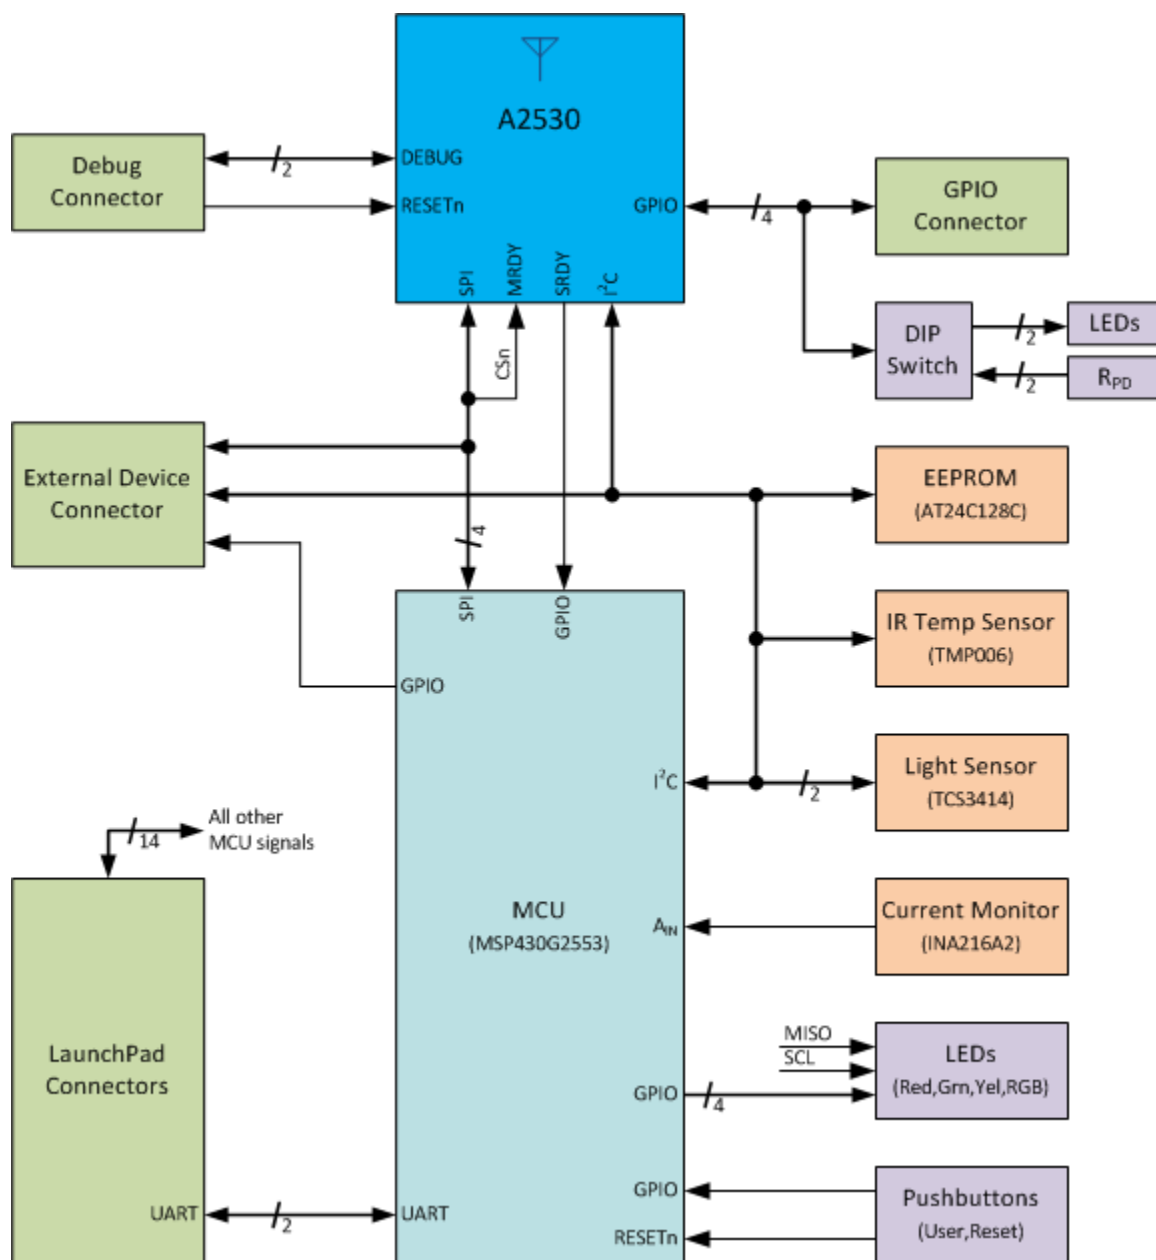 A2530
Debug
Connector
2
DEBUG
RESETn
GPIO
4
GPIO
Connector
SPI
MRDY
SRDY
I²C
CSn
DIP
Switch
2
LEDs
2
R_PD
External Device
Connector
4
EEPROM
(AT24C128C)
SPI
GPIO
IR Temp Sensor
(TMP006)
GPIO
I²C
2
Light Sensor
(TCS3414)
14
All other
MCU signals
MCU
(MSP430G2553)
A_IN
Current Monitor
(INA216A2)
LaunchPad
Connectors
MISO
SCL
GPIO
4
LEDs
(Red,Grn,Yel,RGB)
UART
2
UART
GPIO
RESETn
Pushbuttons
(User,Reset)